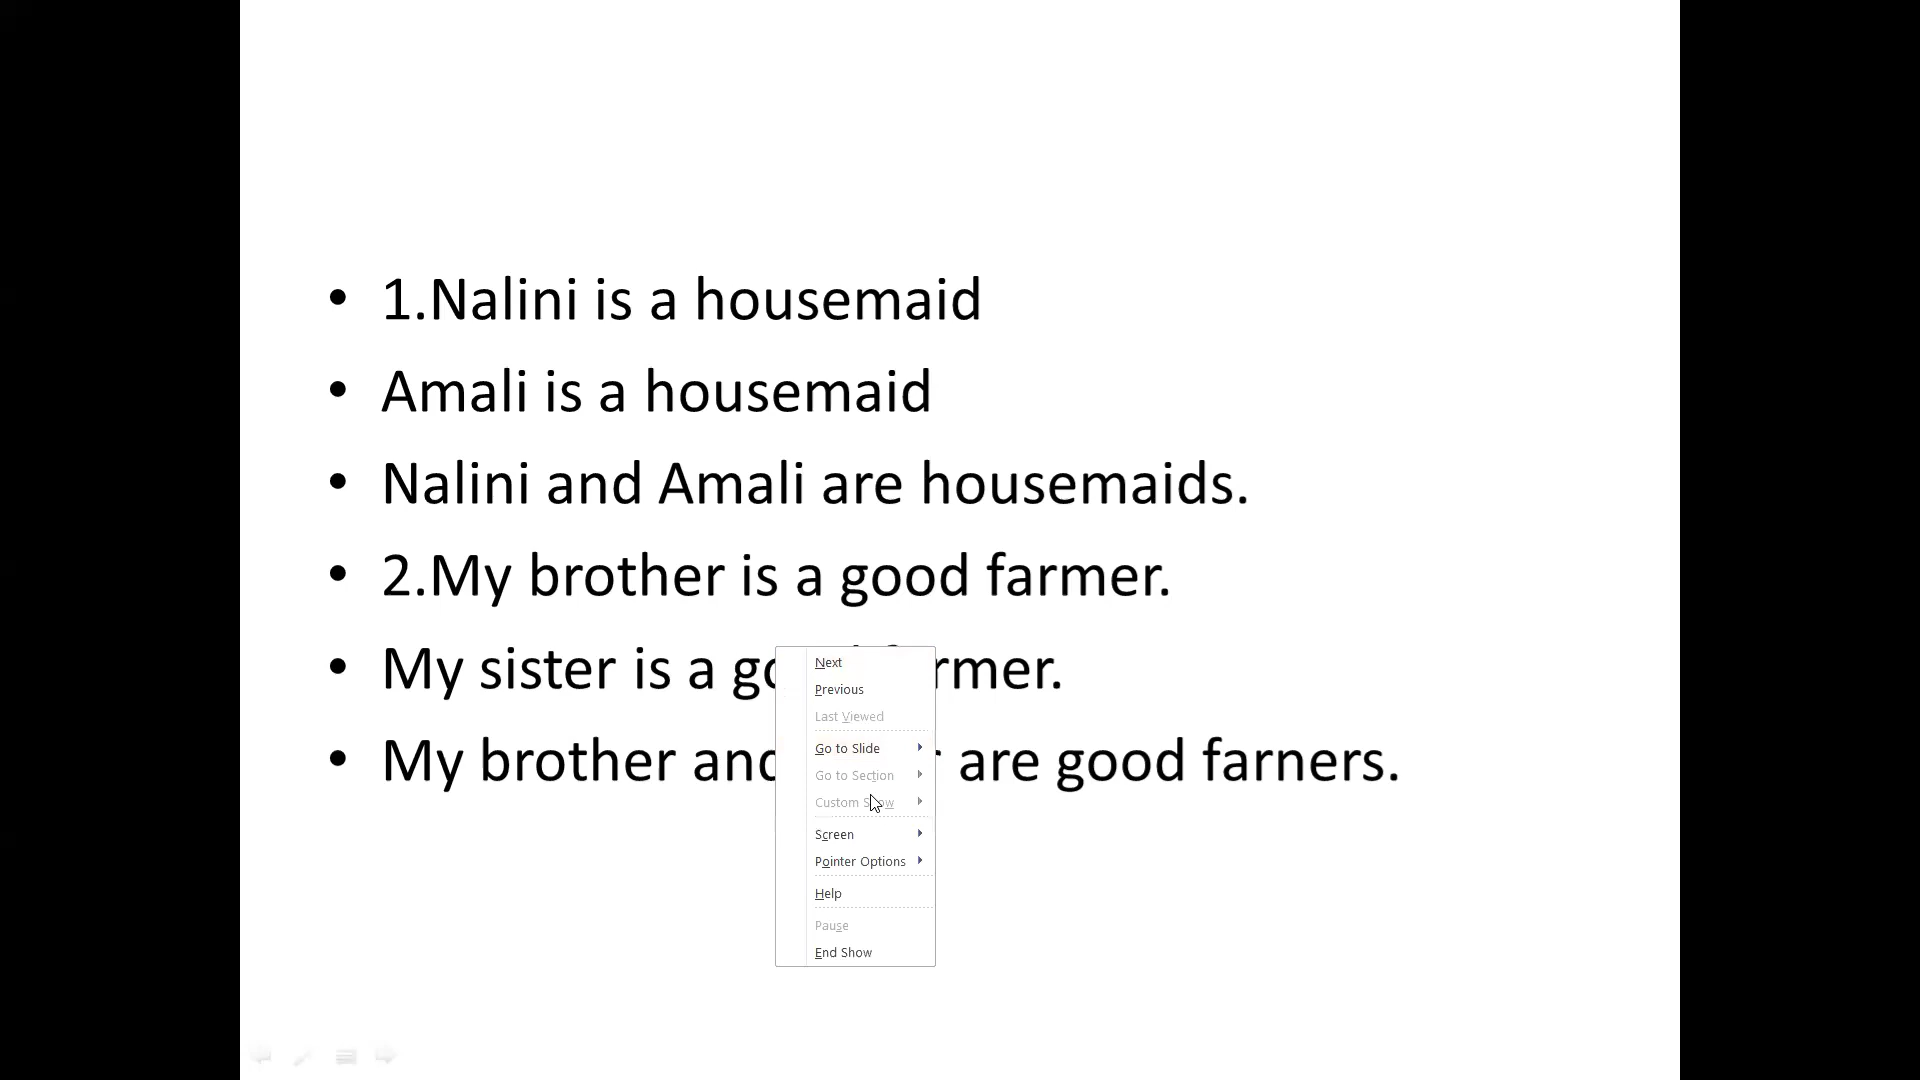 • 1.Nalini is a housemaid
• Amali is a housemaid
• Nalini and Amali are housemaids.
• 2.My brother is a good farmer.
• My sister is a rmer.
• My brother and are good farners.
Next
Previous
Last Viewed
Go to Slide
Go to Section
Custom Show
Screen
Pointer Options
Help
Pause
End Show